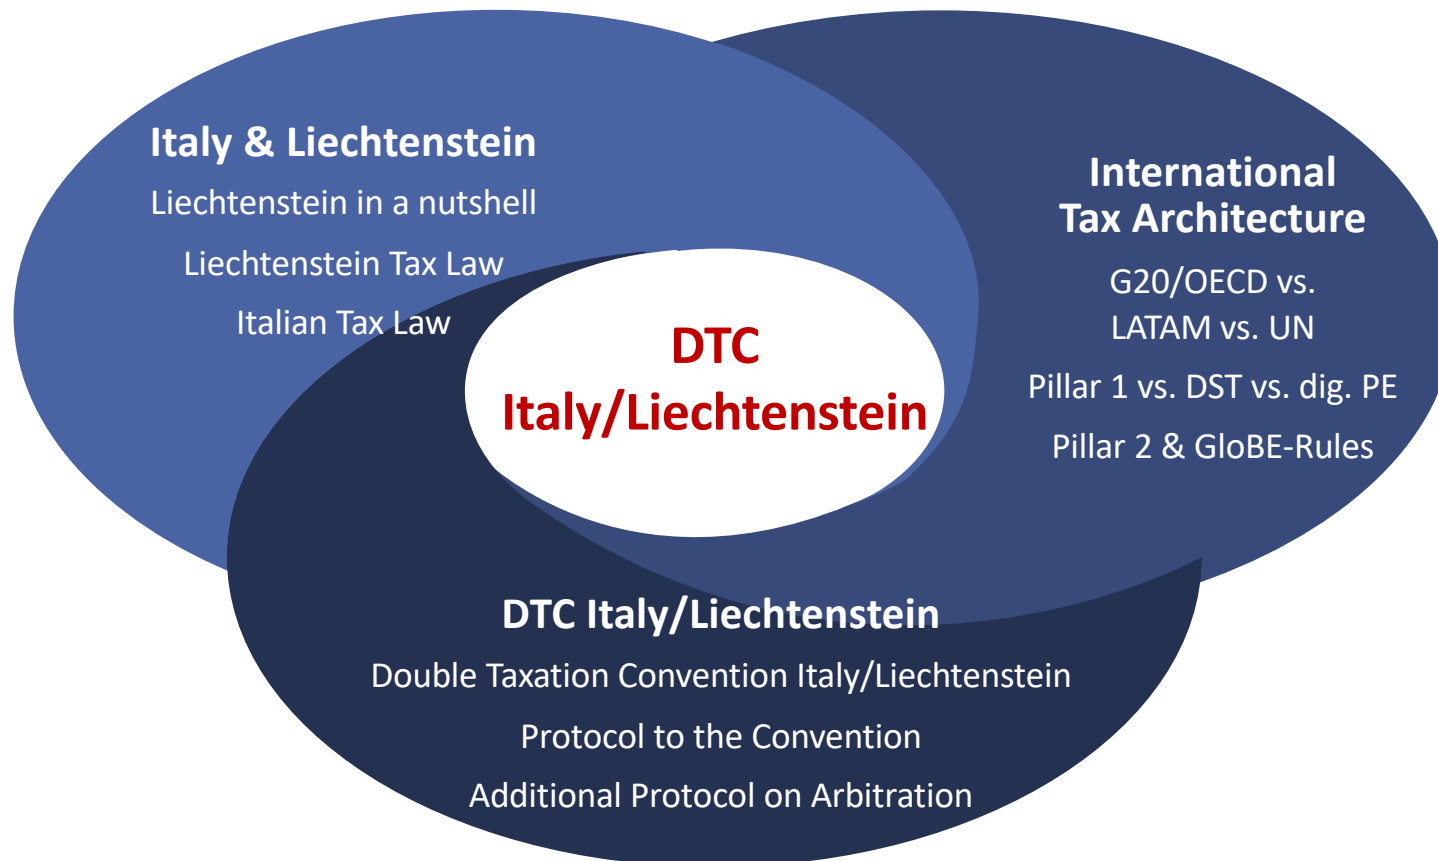 Italy & Liechtenstein
Liechtenstein in a nutshell
Liechtenstein Tax Law
Italian Tax Law
International
Tax Architecture
G20/OECD vs.
LATAM vs. UN
Pillar 1 vs. DST vs. dig. PE
Pillar 2 & GloBE-Rules
DTC
Italy/Liechtenstein
DTC Italy/Liechtenstein
Double Taxation Convention Italy/Liechtenstein
Protocol to the Convention
Additional Protocol on Arbitration